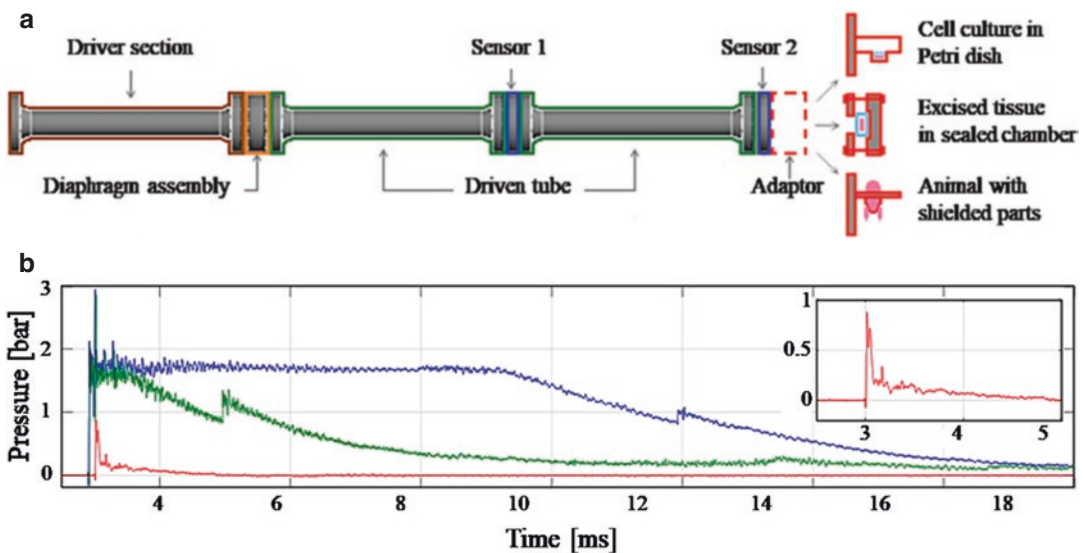 a
Driver section
Sensor 1
Sensor 2
Cell culture in
Petri dish
Excised tissue
in sealed chamber
Diaphragm assembly
Driven tube
Adaptor
Animal with
shielded parts
b
Pressure [bar]
3
2
1
0
1
0.5
0
3
4
5
4
6
8
10
12
14
16
18
Time [ms]